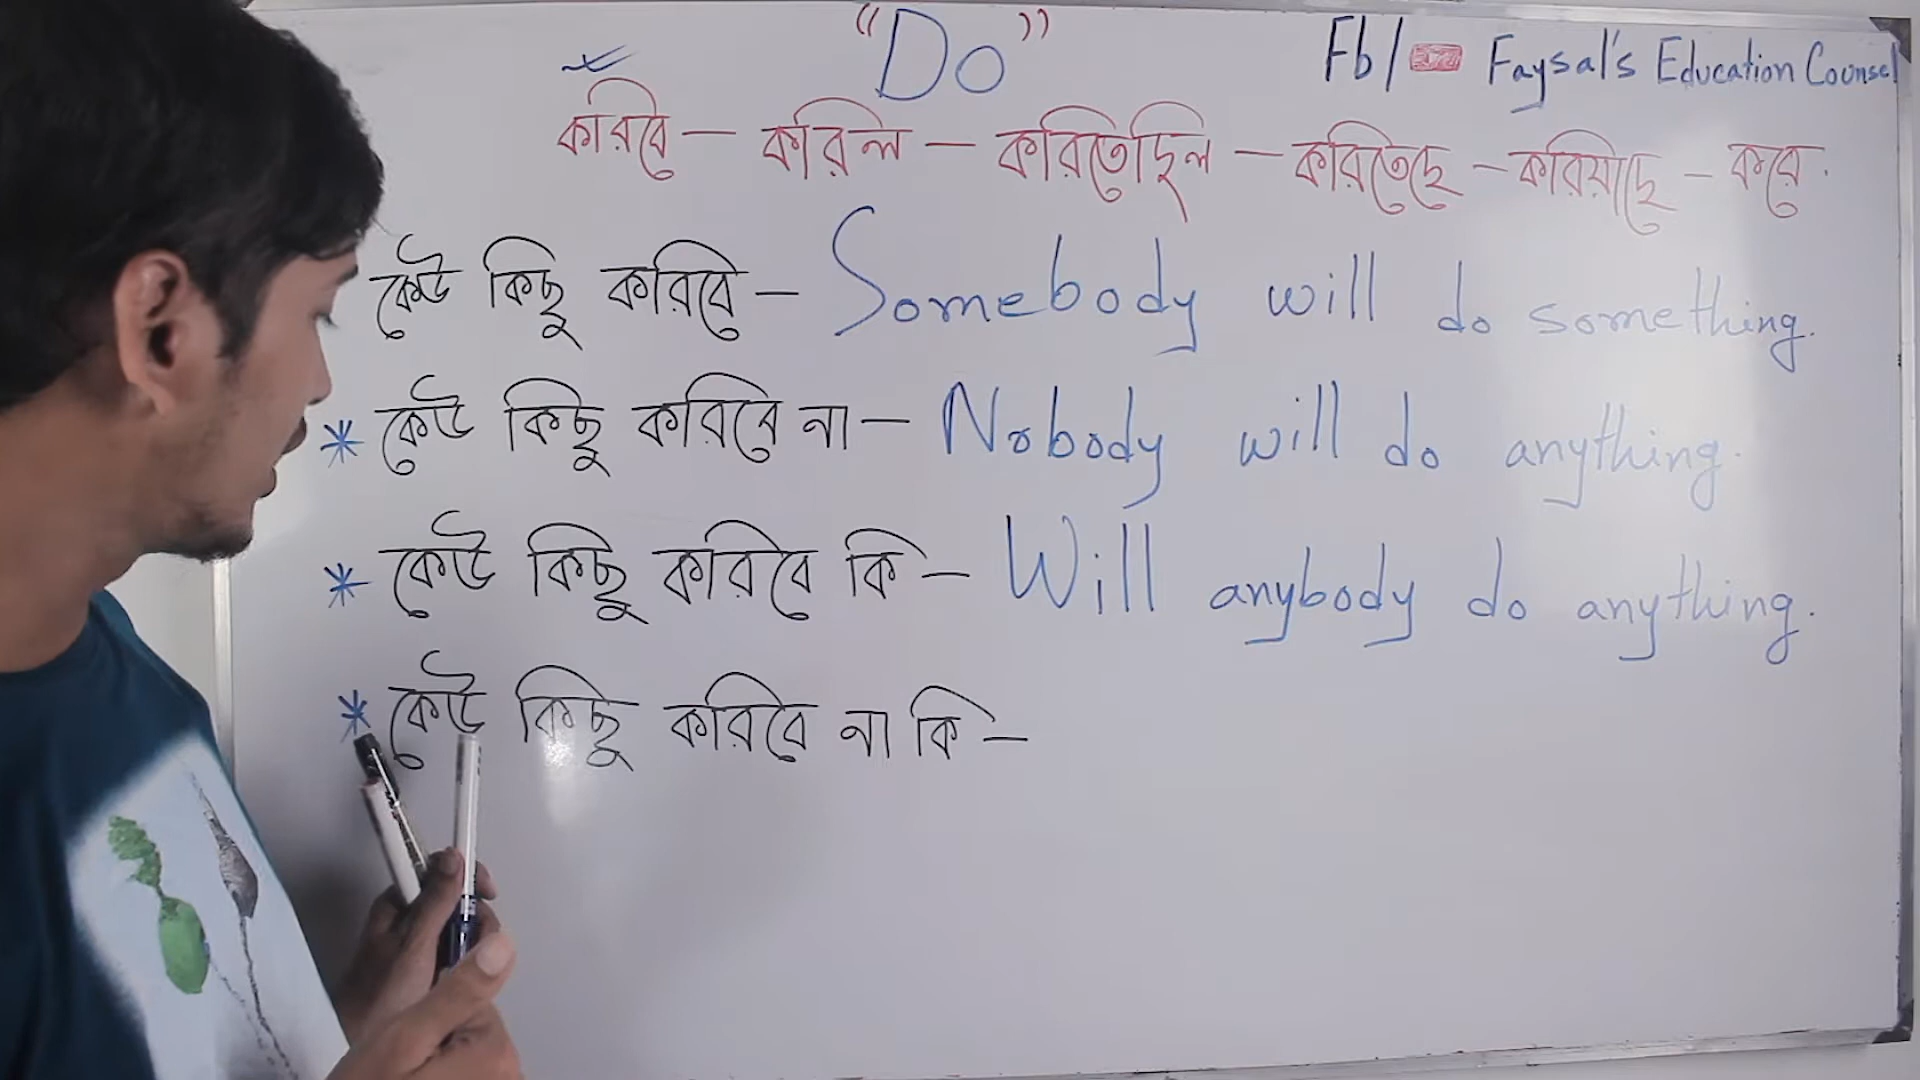 "Do"
Fb/ Faysal's Education Counsel
করিবে — করিল — করিতেছিল — করিতেছে — করিয়াছে — করে.
কেউ কিছু করিবে — Somebody will do something.
* কেউ কিছু করিবে না — Nobody will do anything.
* কেউ কিছু করিবে কি — Will anybody do anything.
* কেউ কিছু করিবে না কি —